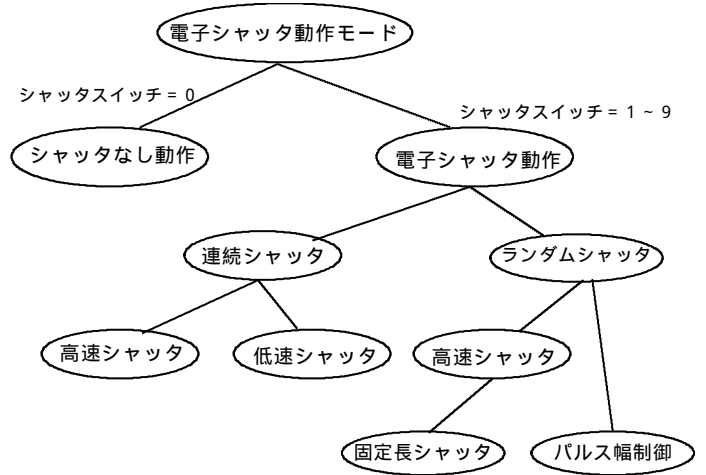 電子シャッタ動作モード
シャッタスイッチ = 0
シャッタスイッチ = 1 ~ 9
シャッタなし動作
電子シャッタ動作
連続シャッタ
ランダムシャッタ
高速シャッタ
低速シャッタ
高速シャッタ
固定長シャッタ
パルス幅制御